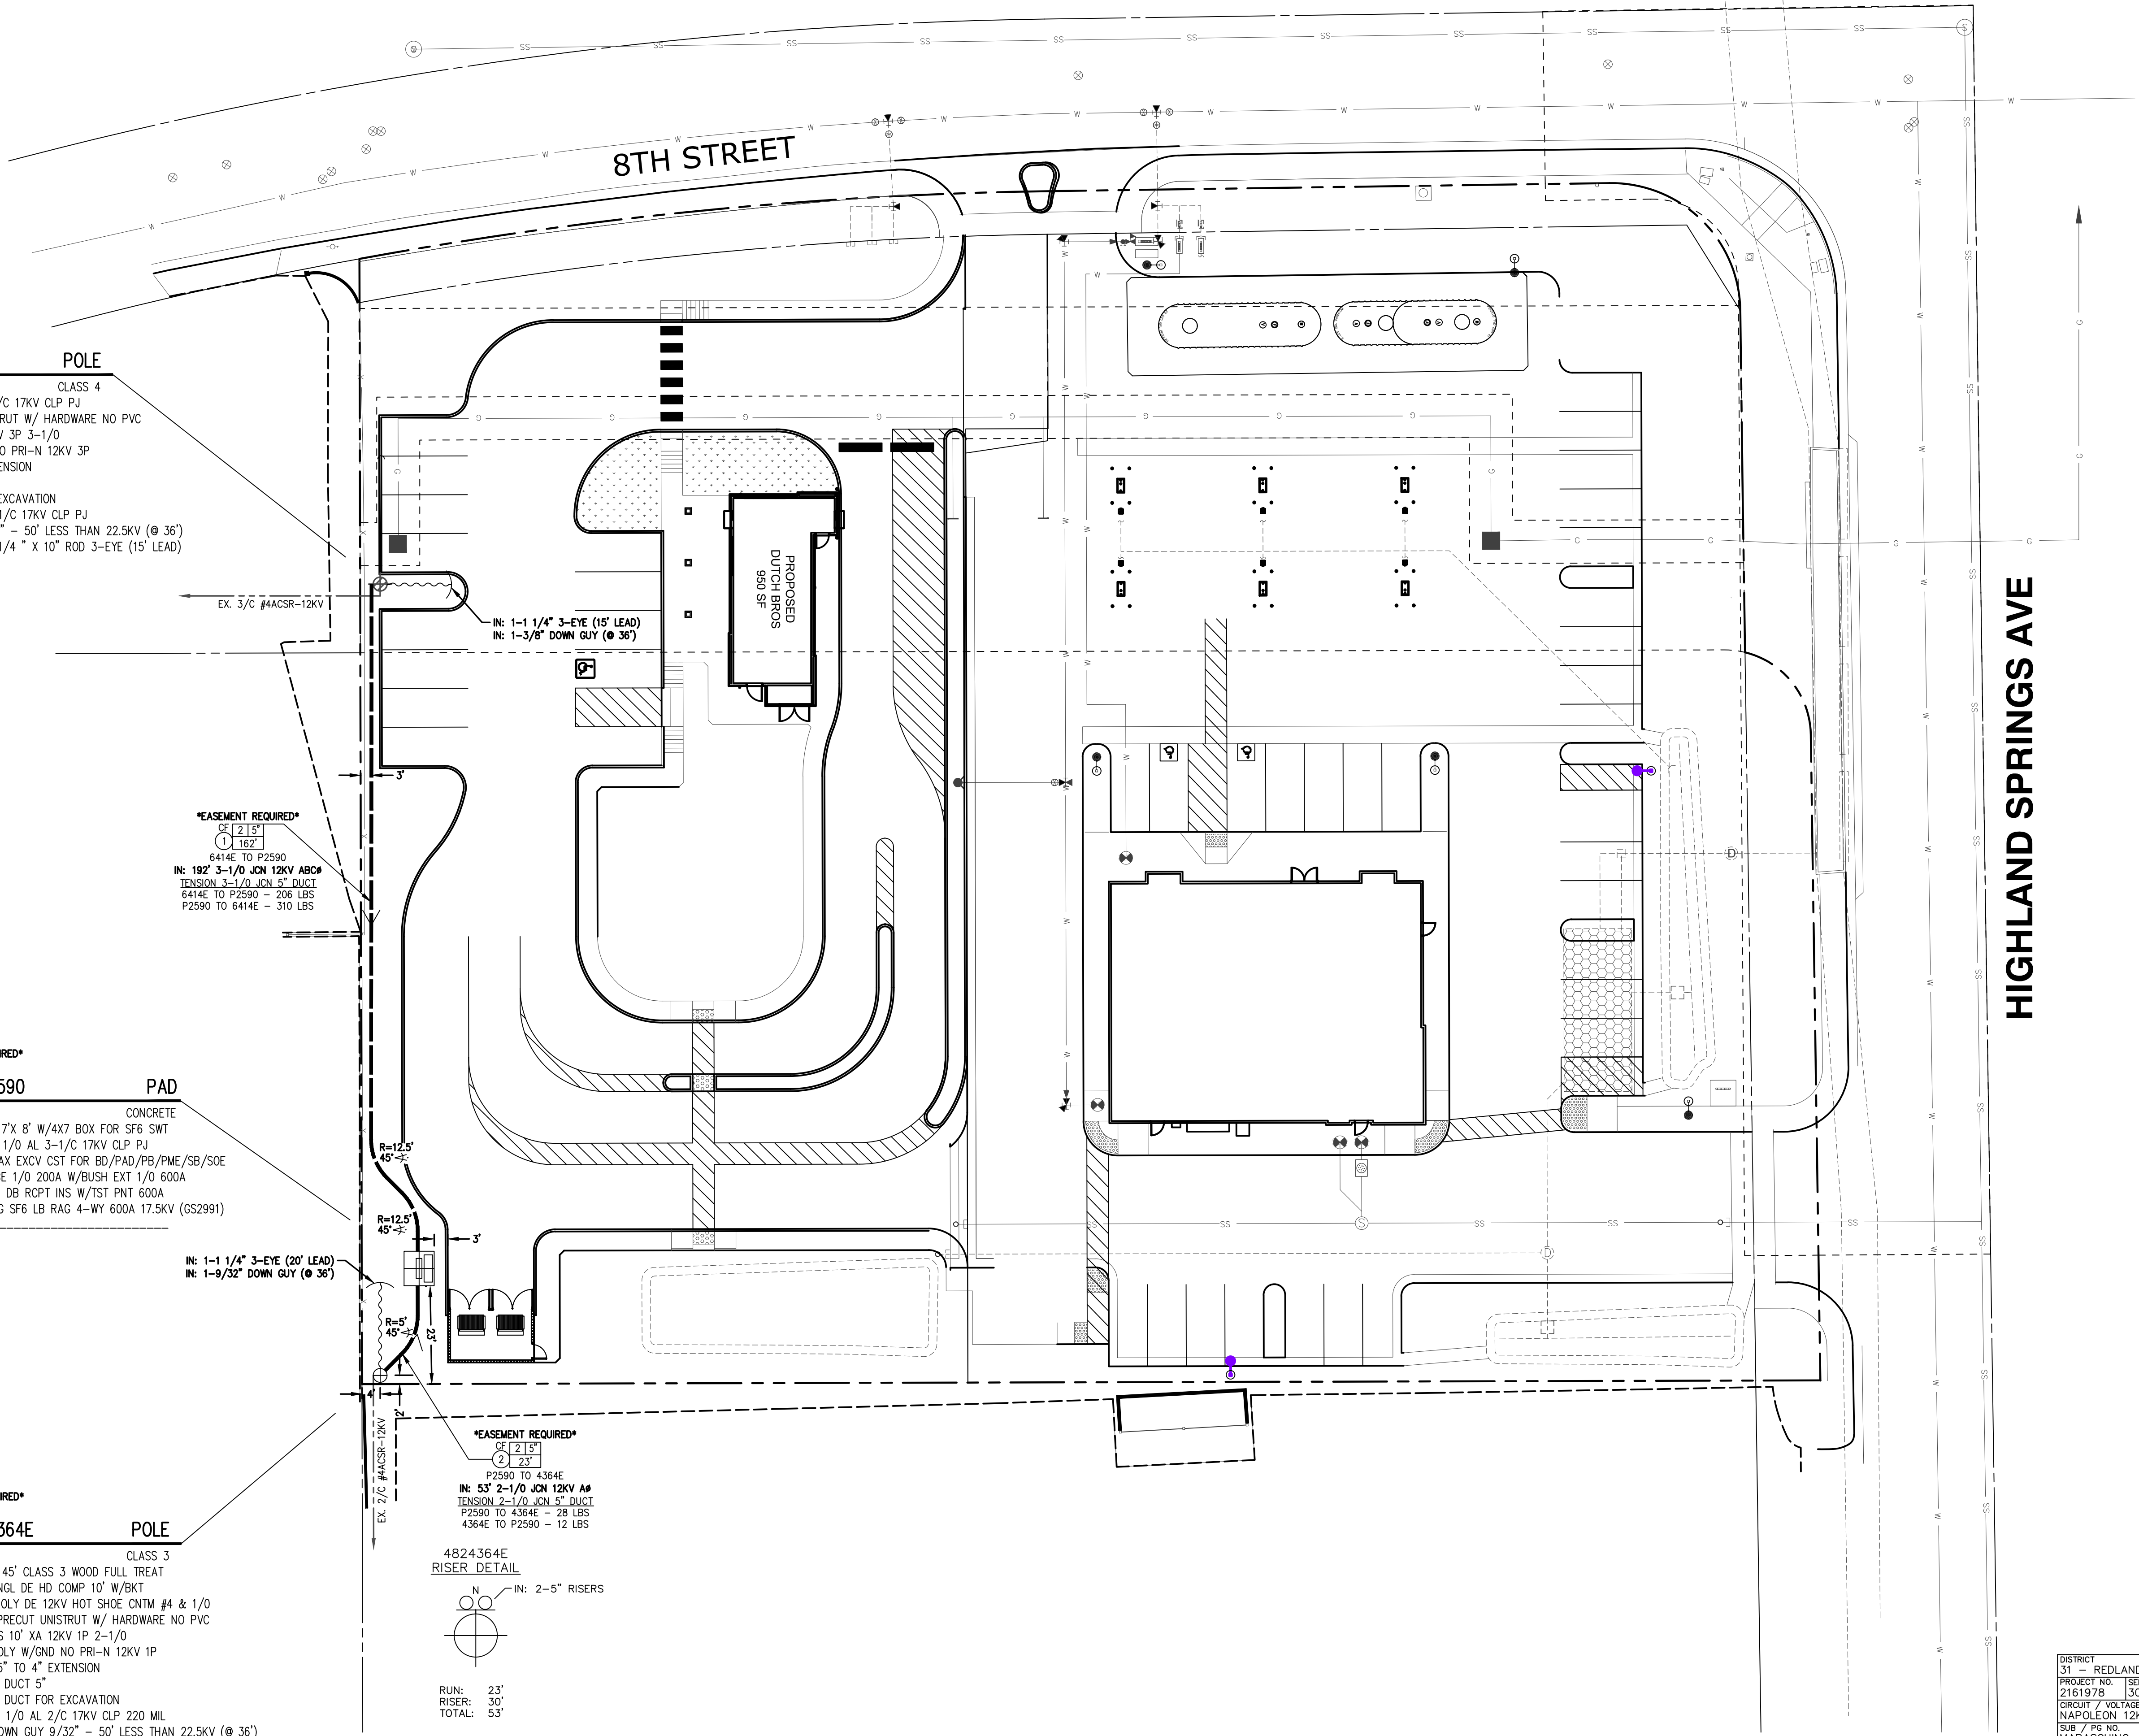 8TH STREET
HIGHLAND SPRINGS AVE
POLE
CLASS 4
/C 17KV CLP PJ
RUT W/ HARDWARE NO PVC
V 3P 3-1/0
O PRI-N 12KV 3P
ENSION
EXCAVATION
1/C 17KV CLP PJ
" - 50' LESS THAN 22.5KV (@ 36')
1/4 " X 10" ROD 3-EYE (15' LEAD)
EX. 3/C #4ACSR-12KV
IN: 1-1 1/4" 3-EYE (15' LEAD)
IN: 1-3/8" DOWN GUY (@ 36')
PROPOSED
DUTCH BROS
950 SF
3'
*EASEMENT REQUIRED*
CF 2 5"
1 162'
6414E TO P2590
IN: 192' 3-1/0 JCN 12KV ABCø
TENSION 3-1/0 JCN 5" DUCT
6414E TO P2590 - 206 LBS
P2590 TO 6414E - 310 LBS
IRED*
590 PAD
CONCRETE
7'X 8' W/4X7 BOX FOR SF6 SWT
1/0 AL 3-1/C 17KV CLP PJ
AX EXCV CST FOR BD/PAD/PB/PME/SB/SOE
E 1/0 200A W/BUSH EXT 1/0 600A
DB RCPT INS W/TST PNT 600A
G SF6 LB RAG 4-WY 600A 17.5KV (GS2991)
R=12.5'
45°
R=12.5'
45°
3'
IN: 1-1 1/4" 3-EYE (20' LEAD)
IN: 1-9/32" DOWN GUY (@ 36')
R=5'
45°
23'
4'
2'
EX. 2/C #4ACSR-12KV
*EASEMENT REQUIRED*
CF 2 5"
2 23'
P2590 TO 4364E
IN: 53' 2-1/0 JCN 12KV Aø
TENSION 2-1/0 JCN 5" DUCT
P2590 TO 4364E - 28 LBS
4364E TO P2590 - 12 LBS
IRED*
364E POLE
CLASS 3
45' CLASS 3 WOOD FULL TREAT
NGL DE HD COMP 10' W/BKT
OLY DE 12KV HOT SHOE CNTM #4 & 1/0
PRECUT UNISTRUT W/ HARDWARE NO PVC
S 10' XA 12KV 1P 2-1/0
OLY W/GND NO PRI-N 12KV 1P
5" TO 4" EXTENSION
DUCT 5"
DUCT FOR EXCAVATION
1/0 AL 2/C 17KV CLP 220 MIL
OWN GUY 9/32" - 50' LESS THAN 22.5KV (@ 36')
4824364E
RISER DETAIL
N
IN: 2-5" RISERS
RUN: 23'
RISER: 30'
TOTAL: 53'
DISTRICT
31 - REDLAND
PROJECT NO.
2161978
CIRCUIT / VOLTAGE
NAPOLEON 12K
SUB / PG NO.